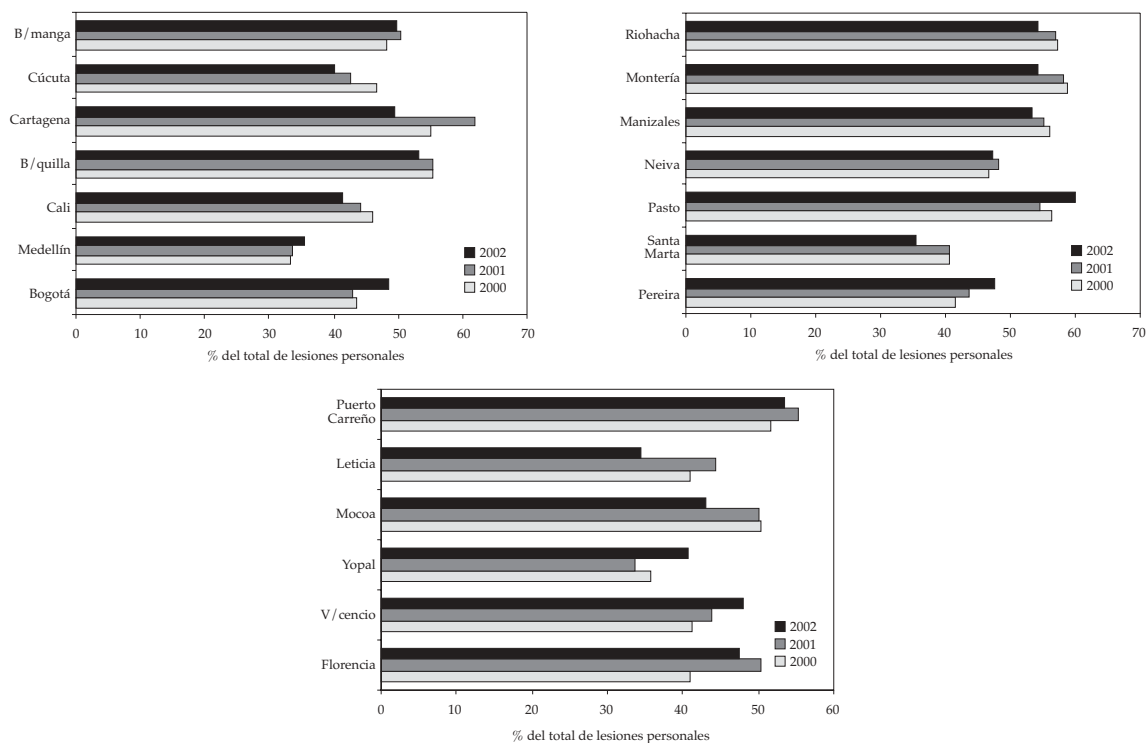 B/manga
Cúcuta
Cartagena
B/quilla
Cali
Medellín
Bogotá
2002
2001
2000
0 10 20 30 40 50 60 70
% del total de lesiones personales
Riohacha
Montería
Manizales
Neiva
Pasto
Santa
Marta
Pereira
2002
2001
2000
0 10 20 30 40 50 60 70
% del total de lesiones personales
Puerto
Carreño
Leticia
Mocoa
Yopal
V/cencio
Florencia
2002
2001
2000
0 10 20 30 40 50 60
% del total de lesiones personales